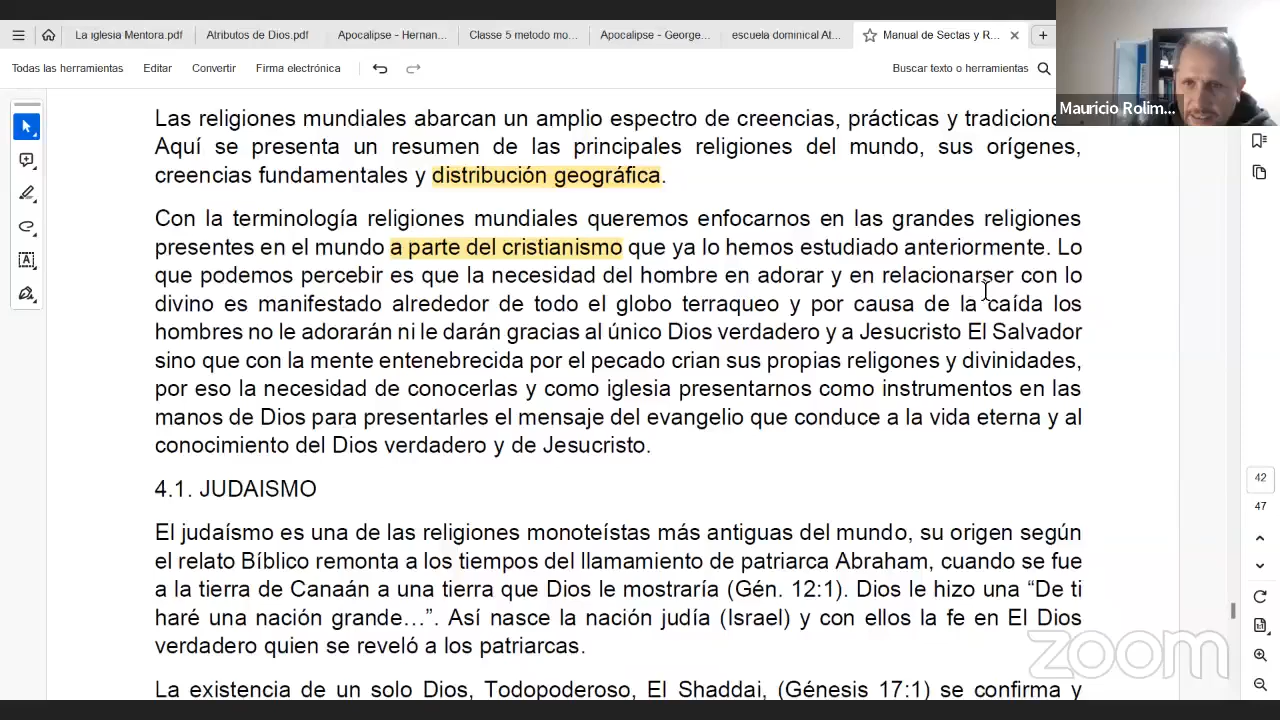 La iglesia Mentora.pdf
Atributos de Dios.pdf
Apocalipse - Hernan...
Classe 5 metodo mo...
Apocalipse - George...
escuela dominical Al...
Manual de Sectas y R...
Todas las herramientas
Editar
Convertir
Firma electrónica
Buscar texto o herramientas
Mauricio Rolim...
Las religiones mundiales abarcan un amplio espectro de creencias, prácticas y
Aquí se presenta un resumen de las principales religiones del mundo, sus orígenes,
creencias fundamentales y distribución geográfica.
Con la terminología religiones mundiales queremos enfocarnos en las grandes religiones
presentes en el mundo a parte del cristianismo que ya lo hemos estudiado anteriormente. Lo
que podemos percebir es que la necesidad del hombre en adorar y en relacionarser con lo
divino es manifestado alrededor de todo el globo terraqueo y por causa de la caída los
hombres no le adorarán ni le darán gracias al único Dios verdadero y a Jesucristo El Salvador
sino que con la mente entenebrecida por el pecado crian sus propias religones y divinidades,
por eso la necesidad de conocerlas y como iglesia presentarnos como instrumentos en las
manos de Dios para presentarles el mensaje del evangelio que conduce a la vida eterna y al
conocimiento del Dios verdadero y de Jesucristo.
4.1. JUDAISMO
El judaísmo es una de las religiones monoteístas más antiguas del mundo, su origen según
el relato Bíblico remonta a los tiempos del llamamiento de patriarca Abraham, cuando se fue
a la tierra de Canaán a una tierra que Dios le mostraría (Gén. 12:1). Dios le hizo una “De ti
haré una nación grande…”. Así nasce la nación judía (Israel) y con ellos la fe en El Dios
verdadero quien se reveló a los patriarcas.
La existencia de un solo Dios, Todopoderoso, El Shaddai, (Génesis 17:1) se confirma y
42
47
zoom